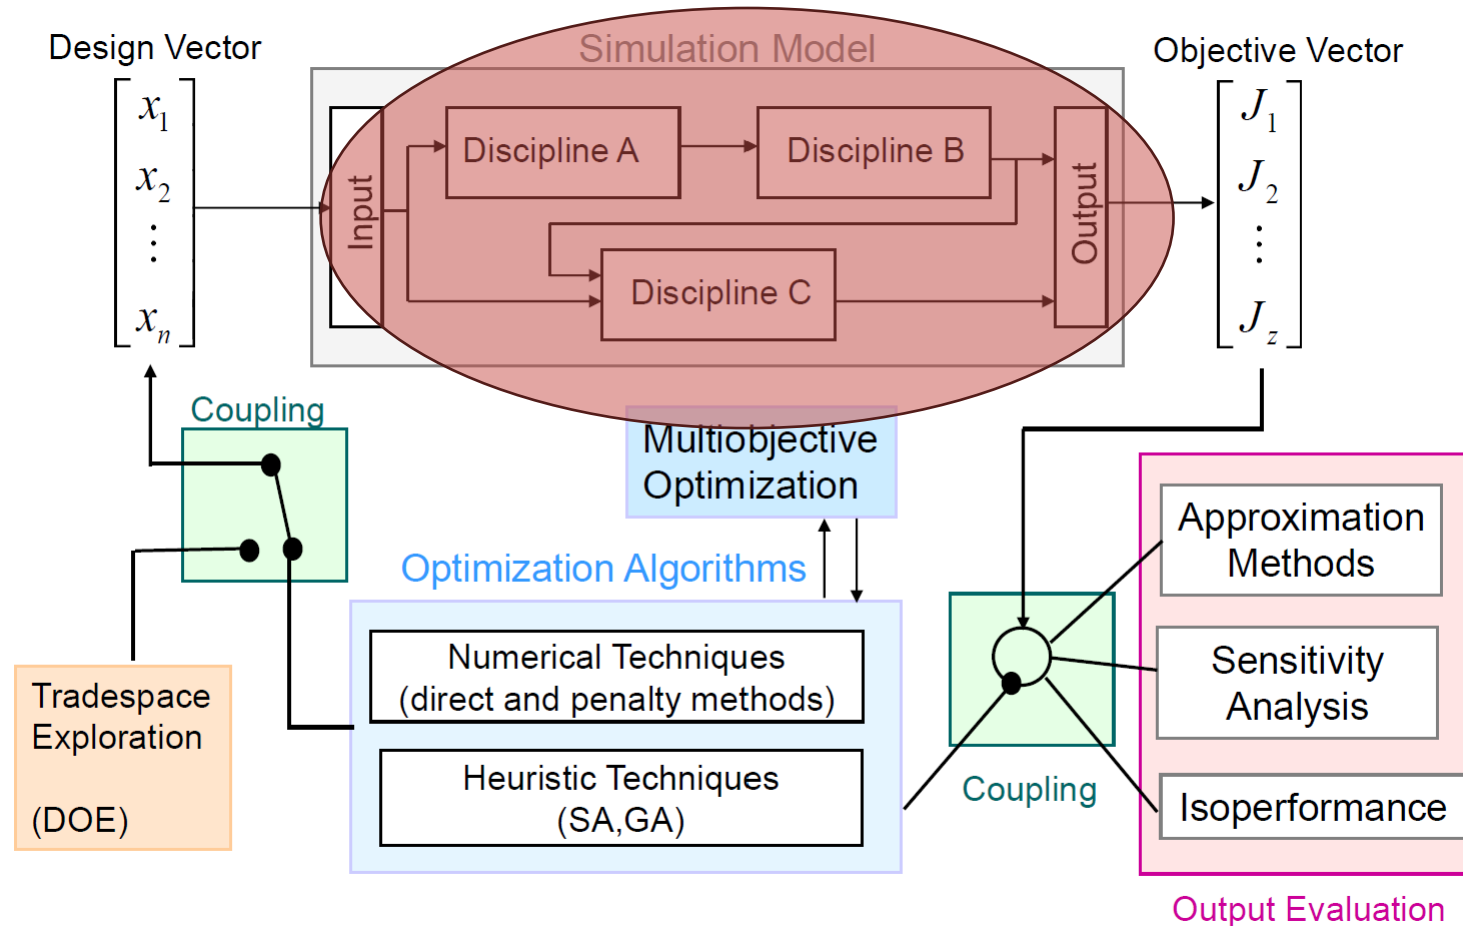 Design Vector
Simulation Model
Objective Vector
x1
x2
⋮
xn
Input
Discipline A
Discipline B
Discipline C
Output
J1
J2
⋮
Jz
Coupling
Multiobjective
Optimization
Optimization Algorithms
Numerical Techniques
(direct and penalty methods)
Heuristic Techniques
(SA,GA)
Tradespace
Exploration
(DOE)
Coupling
Approximation
Methods
Sensitivity
Analysis
Isoperformance
Output Evaluation